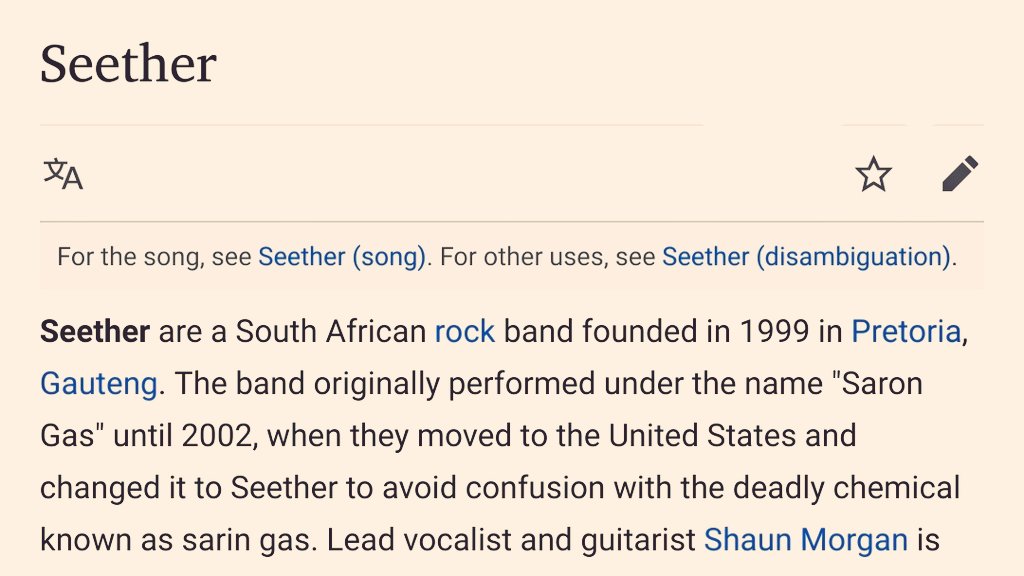 Seether
文A
For the song, see Seether (song). For other uses, see Seether (disambiguation).
Seether are a South African rock band founded in 1999 in Pretoria,
Gauteng. The band originally performed under the name "Saron
Gas" until 2002, when they moved to the United States and
changed it to Seether to avoid confusion with the deadly chemical
known as sarin gas. Lead vocalist and guitarist Shaun Morgan is